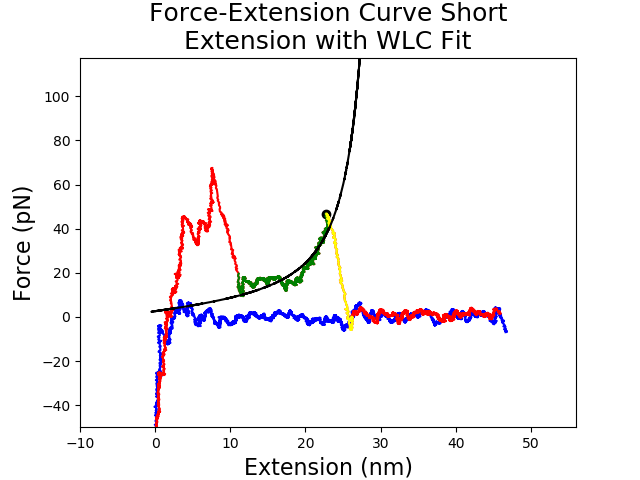 Force-Extension Curve Short
Extension with WLC Fit
Force (pN)
100
80
60
40
20
0
−20
−40
−10 0 10 20 30 40 50
Extension (nm)